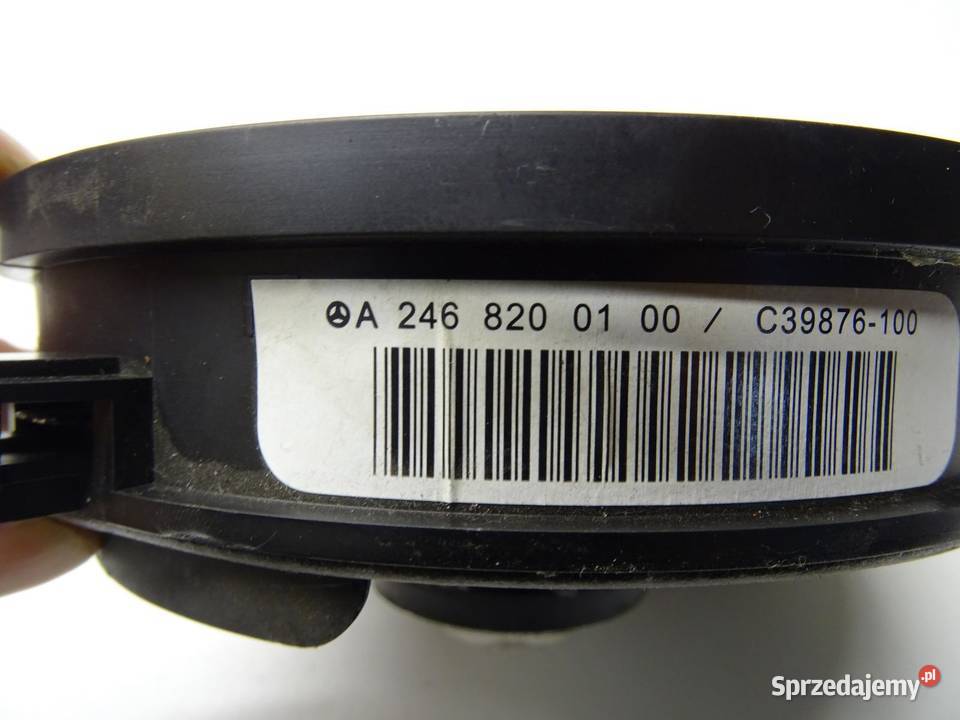 A 246 820 01 00 / C39876-100
Sprzedajemy.pl